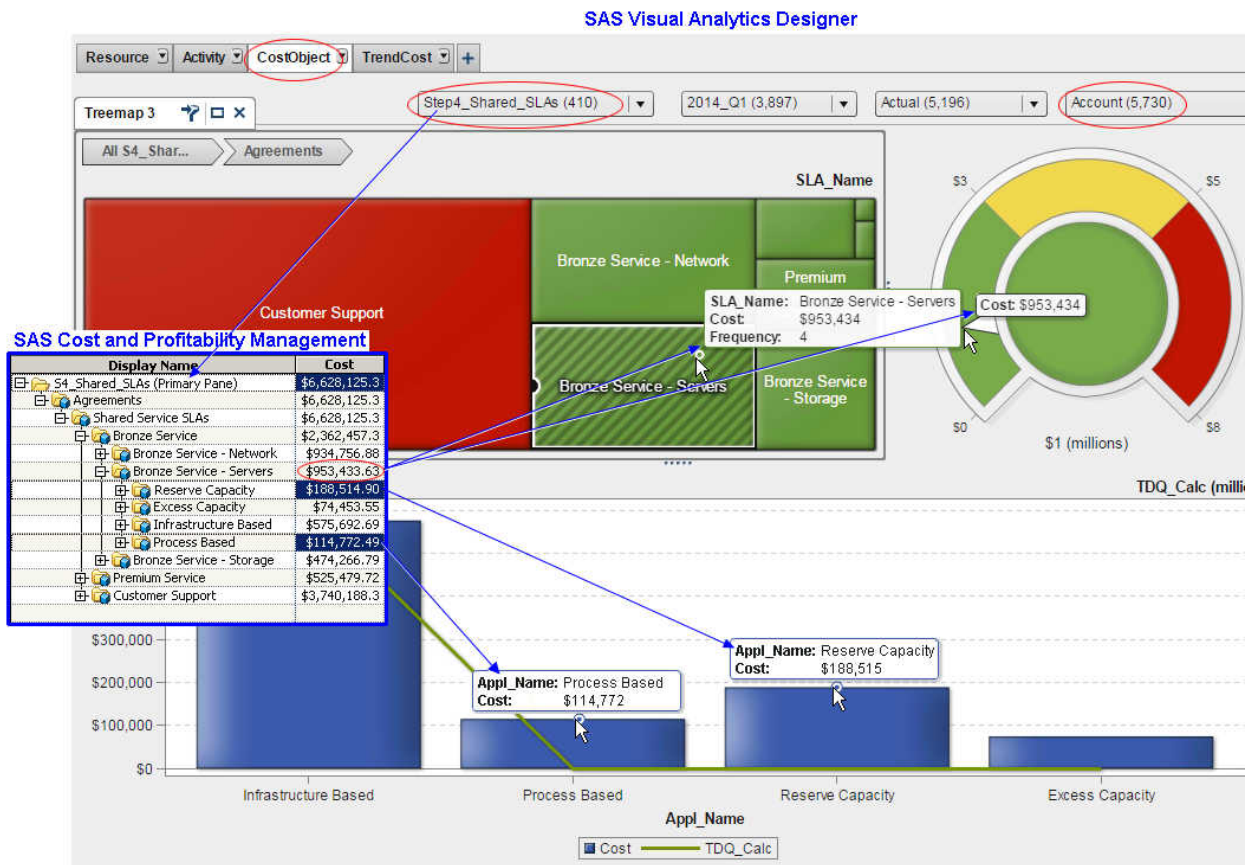 SAS Visual Analytics Designer
Resource Activity CostObject TrendCost +
Treemap 3
Step4_Shared_SLAs (410) 2014_Q1 (3,897) Actual (5,196) Account (5,730)
All S4_Shar... Agreements
SLA_Name
Customer Support
Bronze Service - Network
Premium
Bronze Service - Servers
Bronze Service
- Storage
SLA_Name: Bronze Service - Servers
Cost: $953,434
Frequency: 4
$3
$5
Cost: $953,434
$0
$8
$1 (millions)
SAS Cost and Profitability Management
Display Name Cost
S4_Shared_SLAs (Primary Pane) $6,628,125.3
Agreements $6,628,125.3
Shared Service SLAs $6,628,125.3
Bronze Service $2,362,457.3
Bronze Service - Network $934,756.88
Bronze Service - Servers $953,433.63
Reserve Capacity $188,514.90
Excess Capacity $74,453.55
Infrastructure Based $575,692.69
Process Based $114,772.49
Bronze Service - Storage $474,266.79
Premium Service $525,479.72
Customer Support $3,740,188.3
TDQ_Calc (millio
$300,000
$200,000
$100,000
$0
Appl_Name: Process Based
Cost: $114,772
Appl_Name: Reserve Capacity
Cost: $188,515
Infrastructure Based Process Based Reserve Capacity Excess Capacity
Appl_Name
Cost TDQ_Calc